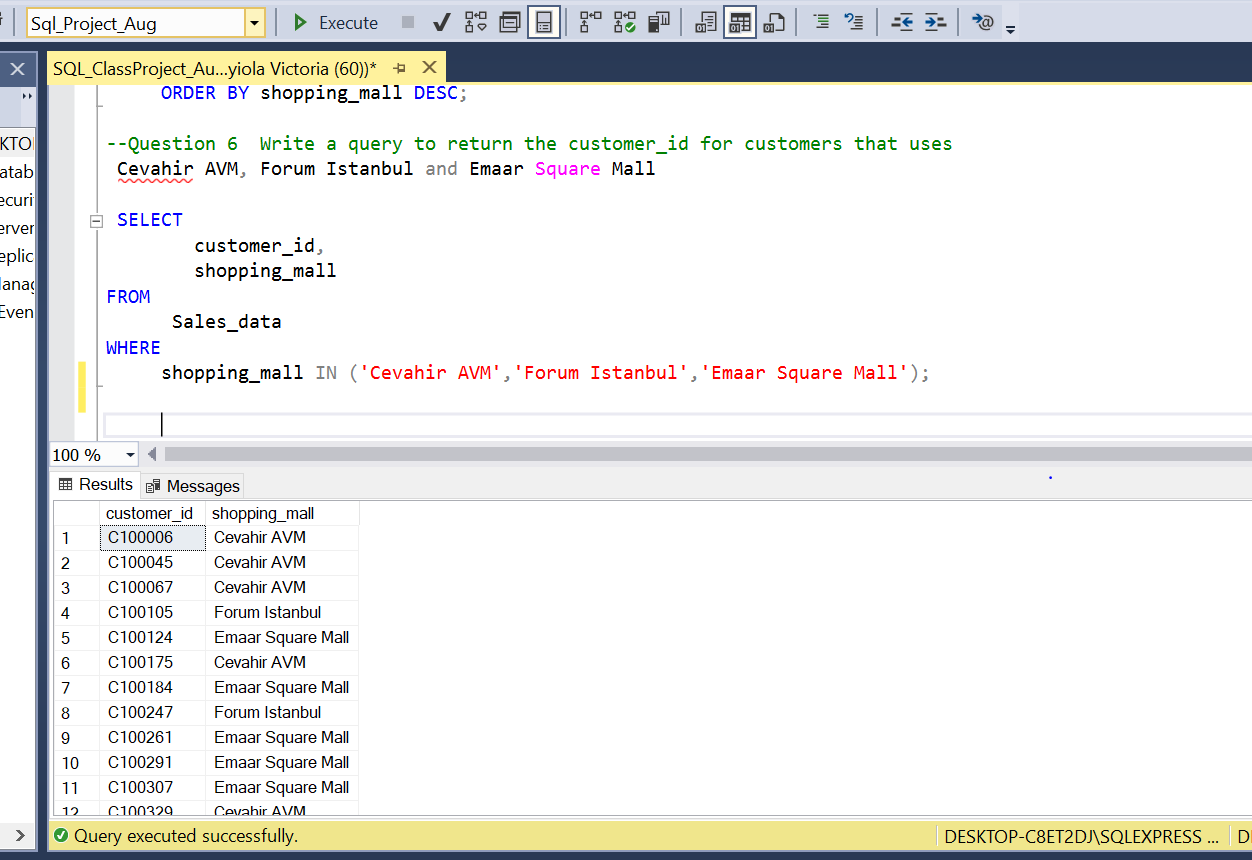 Sql_Project_Aug Execute
SQL_ClassProject_Au...yiola Victoria (60))*
ORDER BY shopping_mall DESC;
KTO
--Question 6  Write a query to return the customer_id for customers that uses
atab
Cevahir AVM, Forum Istanbul and Emaar Square Mall
ecuri
SELECT
erver
customer_id,
eplic
shopping_mall
anag
FROM
Even
Sales_data
WHERE
shopping_mall IN ('Cevahir AVM','Forum Istanbul','Emaar Square Mall');
100 %
Results Messages
customer_id shopping_mall
1 C100006 Cevahir AVM
2 C100045 Cevahir AVM
3 C100067 Cevahir AVM
4 C100105 Forum Istanbul
5 C100124 Emaar Square Mall
6 C100175 Cevahir AVM
7 C100184 Emaar Square Mall
8 C100247 Forum Istanbul
9 C100261 Emaar Square Mall
10 C100291 Emaar Square Mall
11 C100307 Emaar Square Mall
12 C100329 Cevahir AVM
Query executed successfully. DESKTOP-C8ET2DJ\SQLEXPRESS ... D